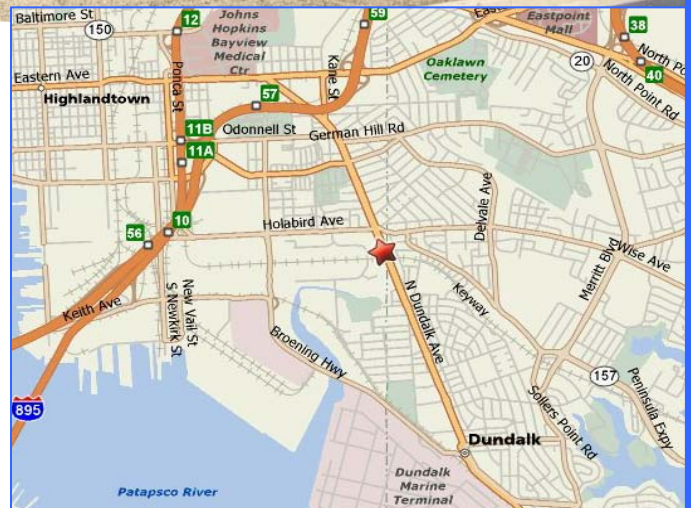 Baltimore St
150
12
Johns
Hopkins
Bayview
Medical
Ctr
59
Eastpoint
Mall
38
North Po
40
20
North Point Rd
Eastern Ave
Highlandtown
Ponca St
Kane St
Oaklawn
Cemetery
57
Odonnell St
German Hill Rd
11B
11A
10
56
Holabird Ave
Delvale Ave
Wise Ave
Merritt Blvd
Keith Ave
S Newkirk St
New Vail St
N Dundalk Ave
Keyway
Broening Hwy
157
Peninsula Expy
Sollers Point Rd
895
Dundalk
Patapsco River
Dundalk
Marine
Terminal